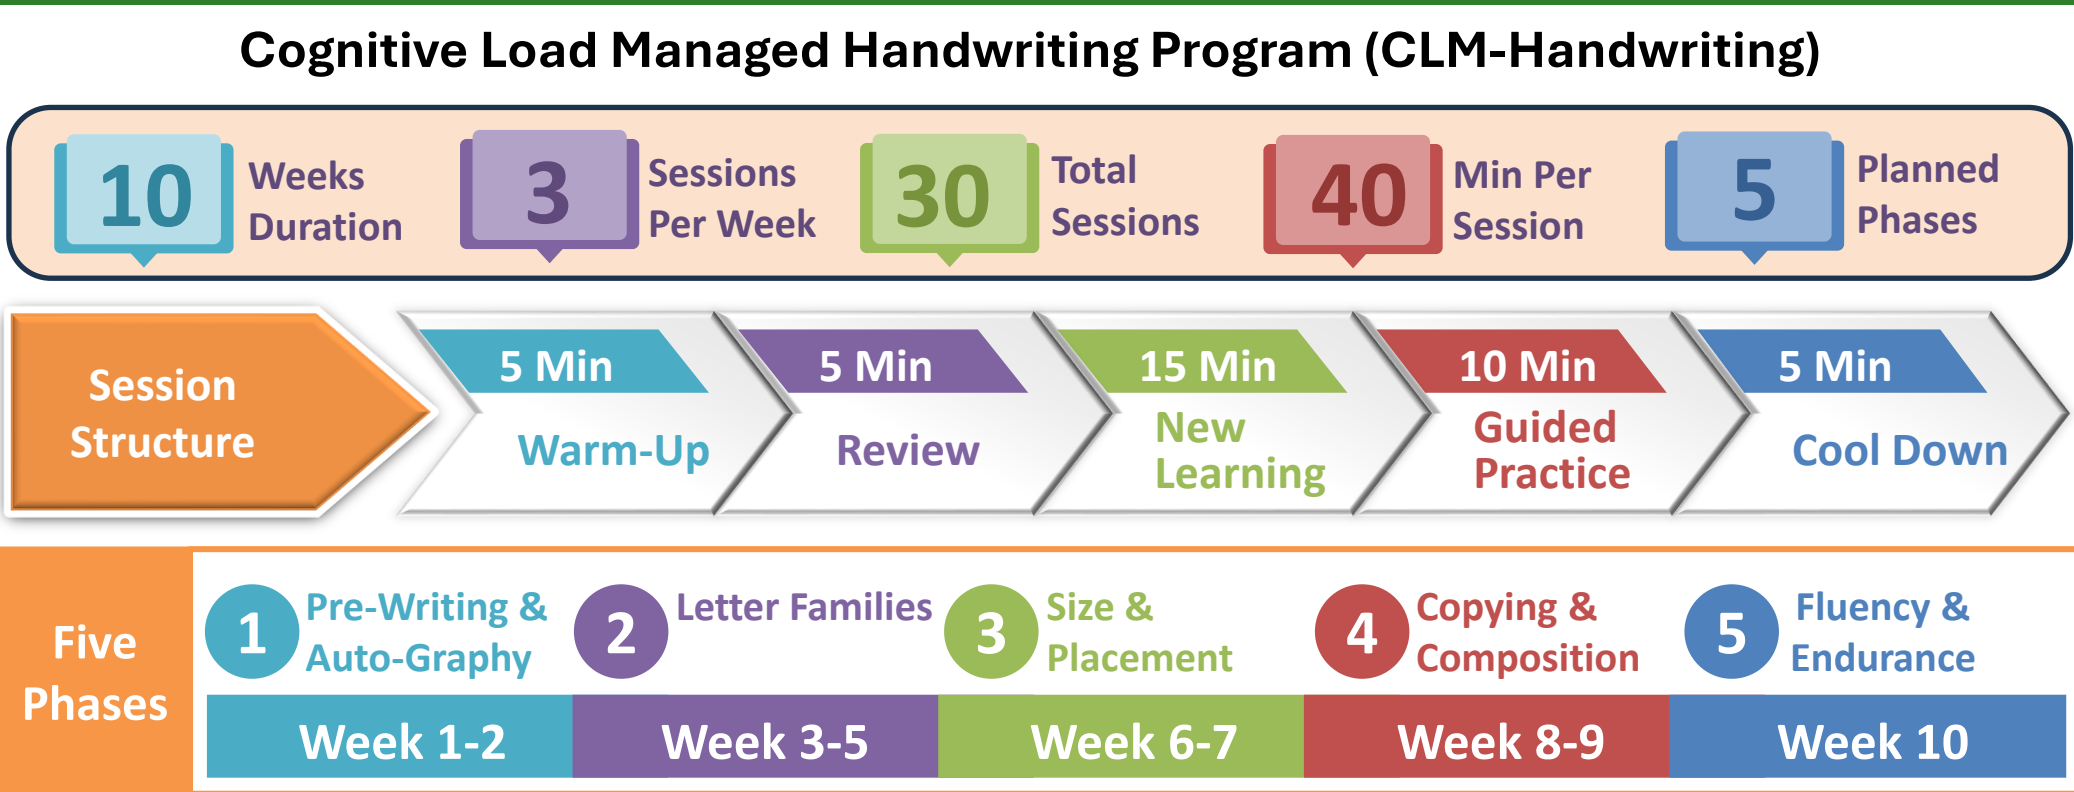 Cognitive Load Managed Handwriting Program (CLM-Handwriting)
10
Weeks
Duration
3
Sessions
Per Week
30
Total
Sessions
40
Min Per
Session
5
Planned
Phases
Session
Structure
5 Min
Warm-Up
5 Min
Review
15 Min
New
Learning
10 Min
Guided
Practice
5 Min
Cool Down
Five
Phases
1
Pre-Writing &
Auto-Graphy
Week 1-2
2
Letter Families
Week 3-5
3
Size &
Placement
Week 6-7
4
Copying &
Composition
Week 8-9
5
Fluency &
Endurance
Week 10